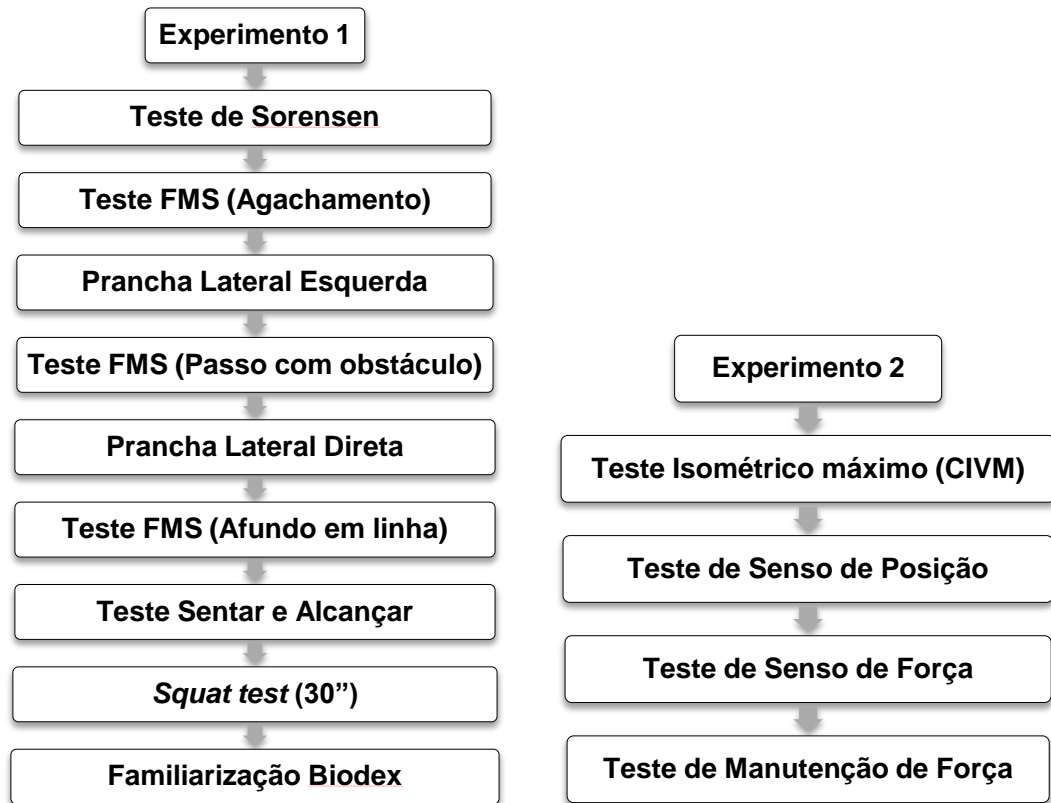 Experimento 1
Teste de Sorensen
Teste FMS (Agachamento)
Prancha Lateral Esquerda
Teste FMS (Passo com obstáculo)
Prancha Lateral Direta
Teste FMS (Afundo em linha)
Teste Sentar e Alcançar
Squat test (30”)
Familiarização Biodex
Experimento 2
Teste Isométrico máximo (CIVM)
Teste de Senso de Posição
Teste de Senso de Força
Teste de Manutenção de Força